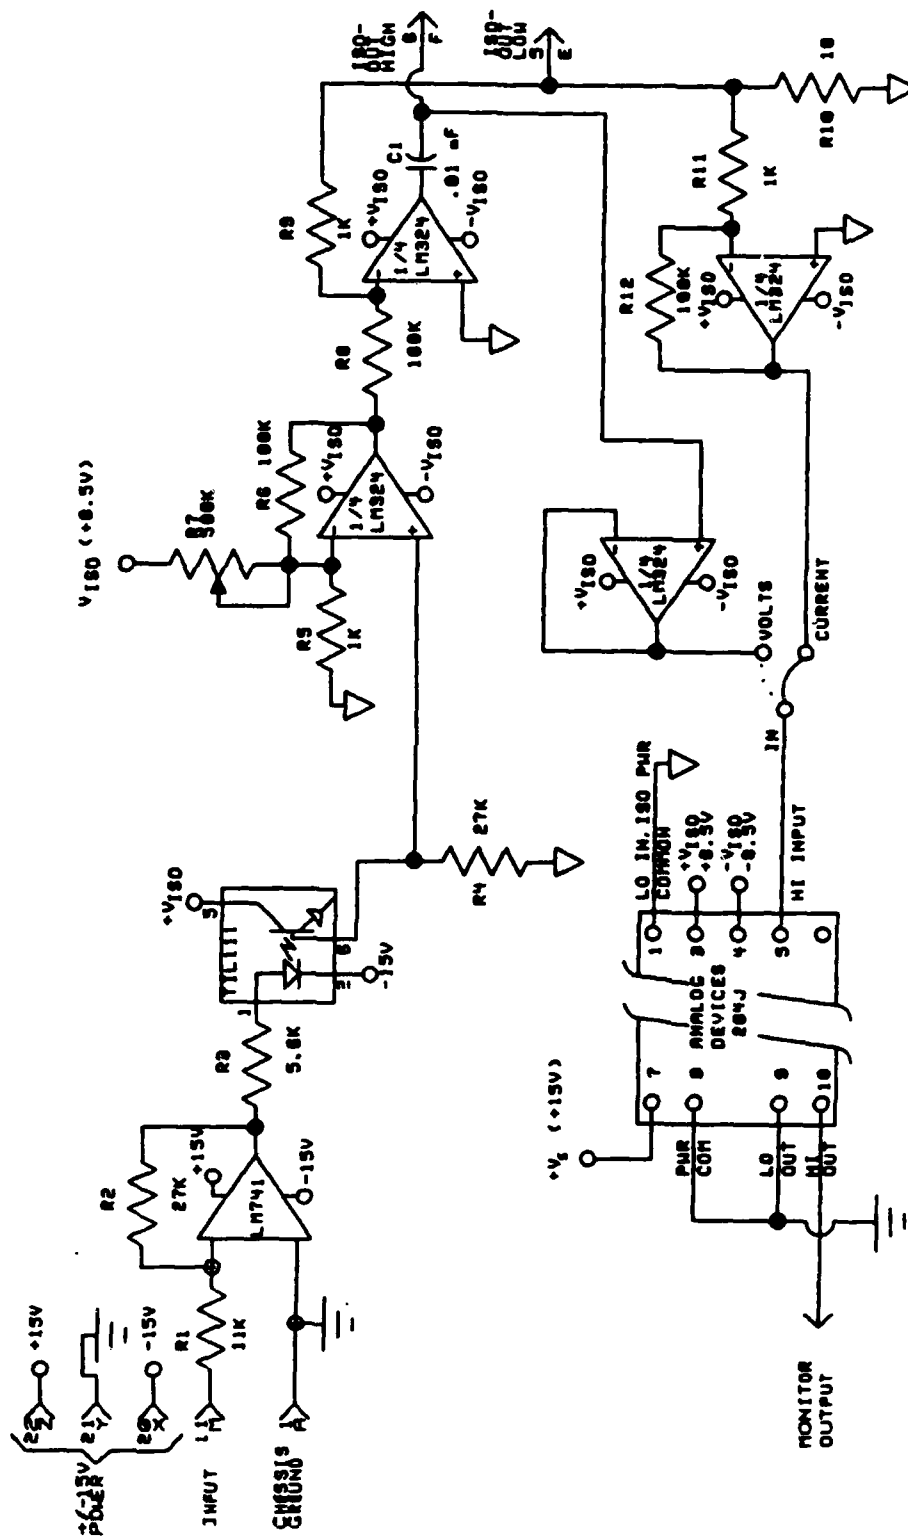 +/-15V
POWER
22
Z
+15V
21
Y
20
X
-15V
INPUT
11
M
R1
11K
CHASSIS
GROUND
1
A
R2
27K
+15V
LM741
-15V
R3
5.6K
TIL111
1
2
5
6
+VISO
-15V
R4
27K
VISO (+8.5V)
R7
500K
R5
1K
R6
100K
+VISO
1/4
LM324
-
+
-VISO
R8
100K
R9
1K
+VISO
1/4
LM324
-
+
-VISO
C1
.01 mF
ISO-
OUT
HIGH
6
F
ISO-
OUT
LOW
5
E
R10
10
R11
1K
R12
100K
+VISO
1/4
LM324
-
+
-VISO
+VISO
1/4
LM324
-
+
-VISO
VOLTS
CURRENT
IN
LO IN, ISO PWR
COMMON
+VISO
+8.5V
-VISO
-8.5V
HI INPUT
1
3
4
5
ANALOG
DEVICES
284J
7
8
9
10
+VS (+15V)
PWR
COM
LO
OUT
HI
OUT
MONITOR
OUTPUT